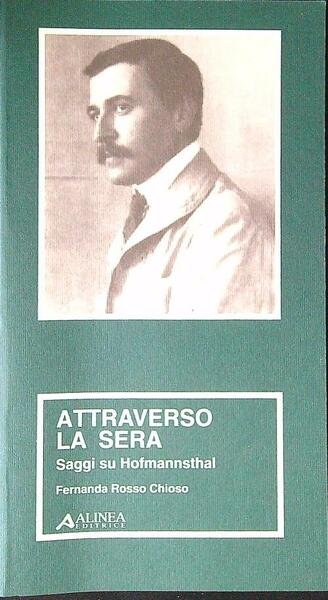 ATTRAVERSO
LA SERA
Saggi su Hofmannsthal
Fernanda Rosso Chioso
ALINEA
EDITRICE